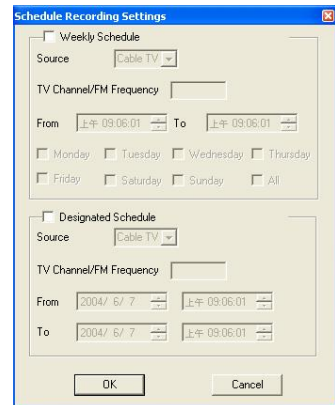 Schedule Recording Settings
Weekly Schedule
Source Cable TV
TV Channel/FM Frequency
From 上午 09:06:01 To 上午 09:06:01
Monday Tuesday Wednesday Thursday
Friday Saturday Sunday All
Designated Schedule
Source Cable TV
TV Channel/FM Frequency
From 2004/ 6/ 7 上午 09:06:01
To 2004/ 6/ 7 上午 09:06:01
OK Cancel